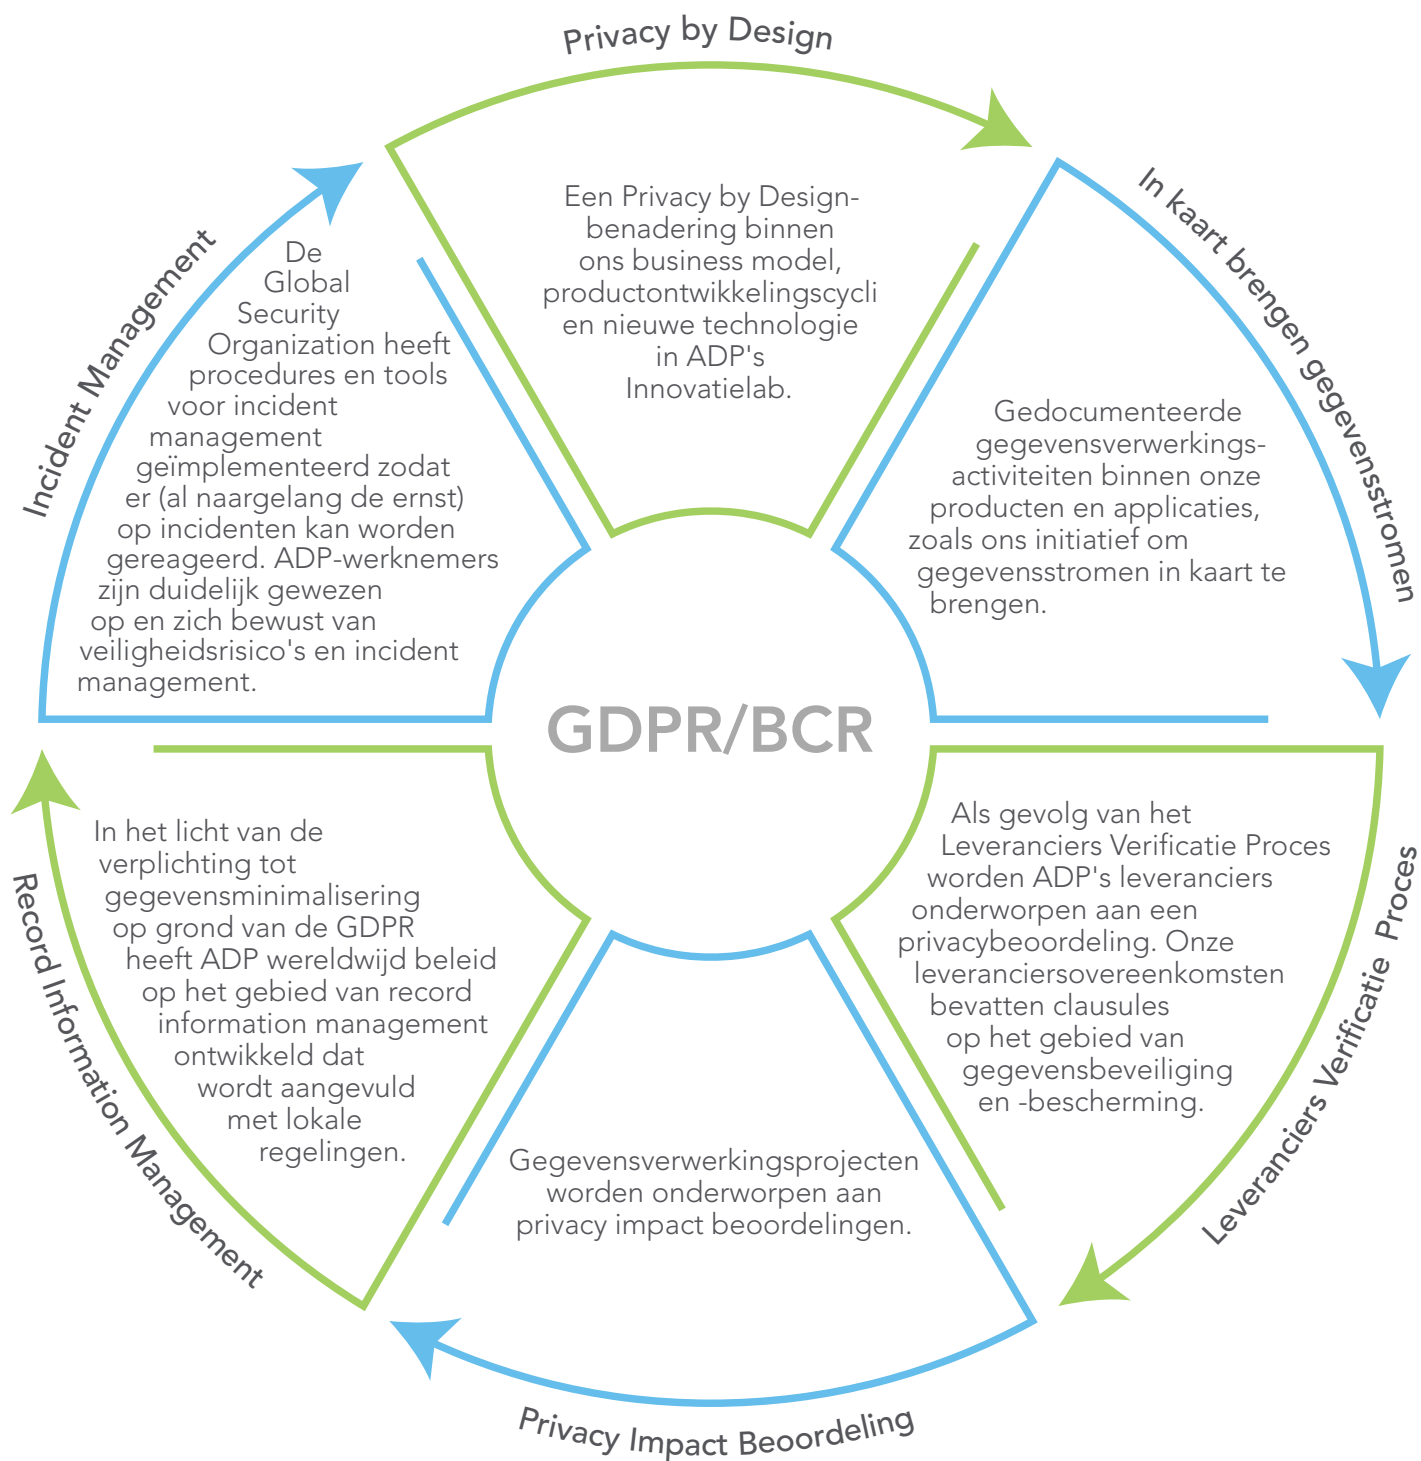 Privacy by Design
Een Privacy by Design-
benadering binnen
ons business model,
productontwikkelingscycli
en nieuwe technologie
in ADP's
Innovatielab.
In kaart brengen gegevensstromen
Gedocumenteerde
gegevensverwerkings-
activiteiten binnen onze
producten en applicaties,
zoals ons initiatief om
gegevensstromen in kaart te
brengen.
Leveranciers Verificatie Proces
Als gevolg van het
Leveranciers Verificatie Proces
worden ADP's leveranciers
onderworpen aan een
privacybeoordeling. Onze
leveranciersovereenkomsten
bevatten clausules
op het gebied van
gegevensbeveiliging
en -bescherming.
Privacy Impact Beoordeling
Gegevensverwerkingsprojecten
worden onderworpen aan
privacy impact beoordelingen.
Record Information Management
In het licht van de
verplichting tot
gegevensminimalisering
op grond van de GDPR
heeft ADP wereldwijd beleid
op het gebied van record
information management
ontwikkeld dat
wordt aangevuld
met lokale
regelingen.
Incident Management
De
Global
Security
Organization heeft
procedures en tools
voor incident
management
geïmplementeerd zodat
er (al naargelang de ernst)
op incidenten kan worden
gereageerd. ADP-werknemers
zijn duidelijk gewezen
op en zich bewust van
veiligheidsrisico's en incident
management.
GDPR/BCR